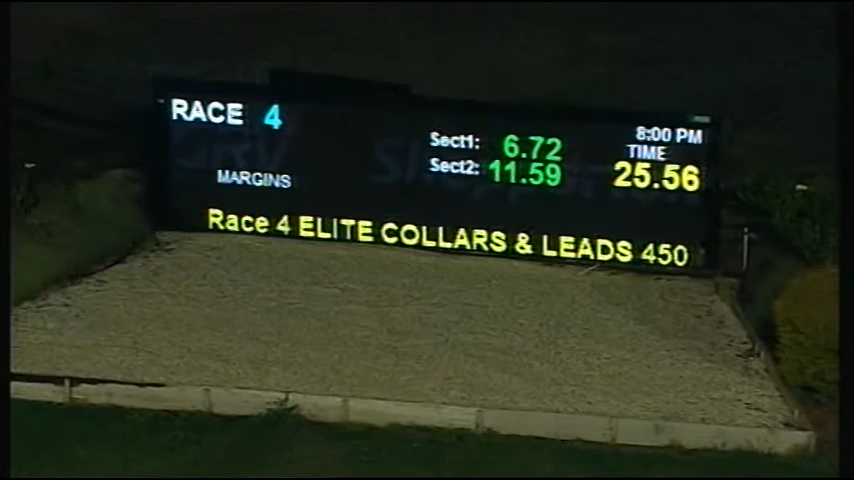 RACE 4
8:00 PM
Sect1: 6.72
TIME
Sect2: 11.59
25.56
MARGINS
Race 4 ELITE COLLARS & LEADS 450